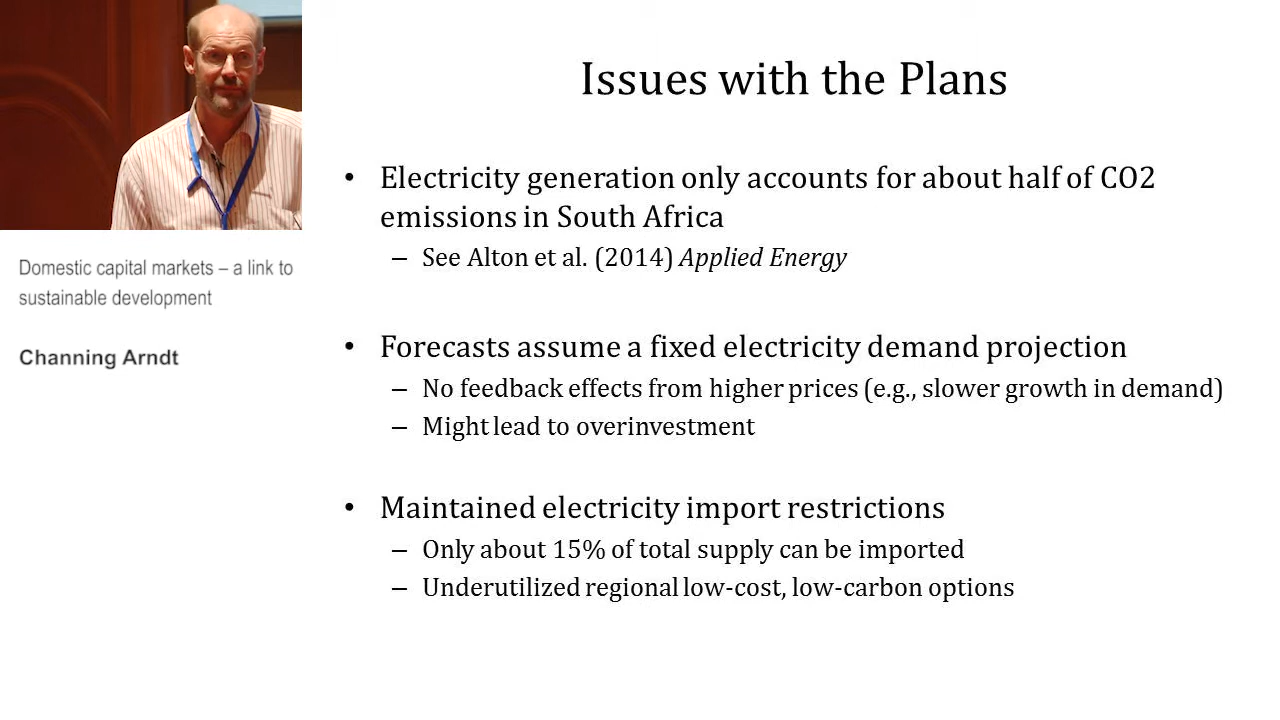 Issues with the Plans
• Electricity generation only accounts for about half of CO2
emissions in South Africa
– See Alton et al. (2014) Applied Energy
• Forecasts assume a fixed electricity demand projection
– No feedback effects from higher prices (e.g., slower growth in demand)
– Might lead to overinvestment
• Maintained electricity import restrictions
– Only about 15% of total supply can be imported
– Underutilized regional low-cost, low-carbon options
Domestic capital markets – a link to
sustainable development
Channing Arndt